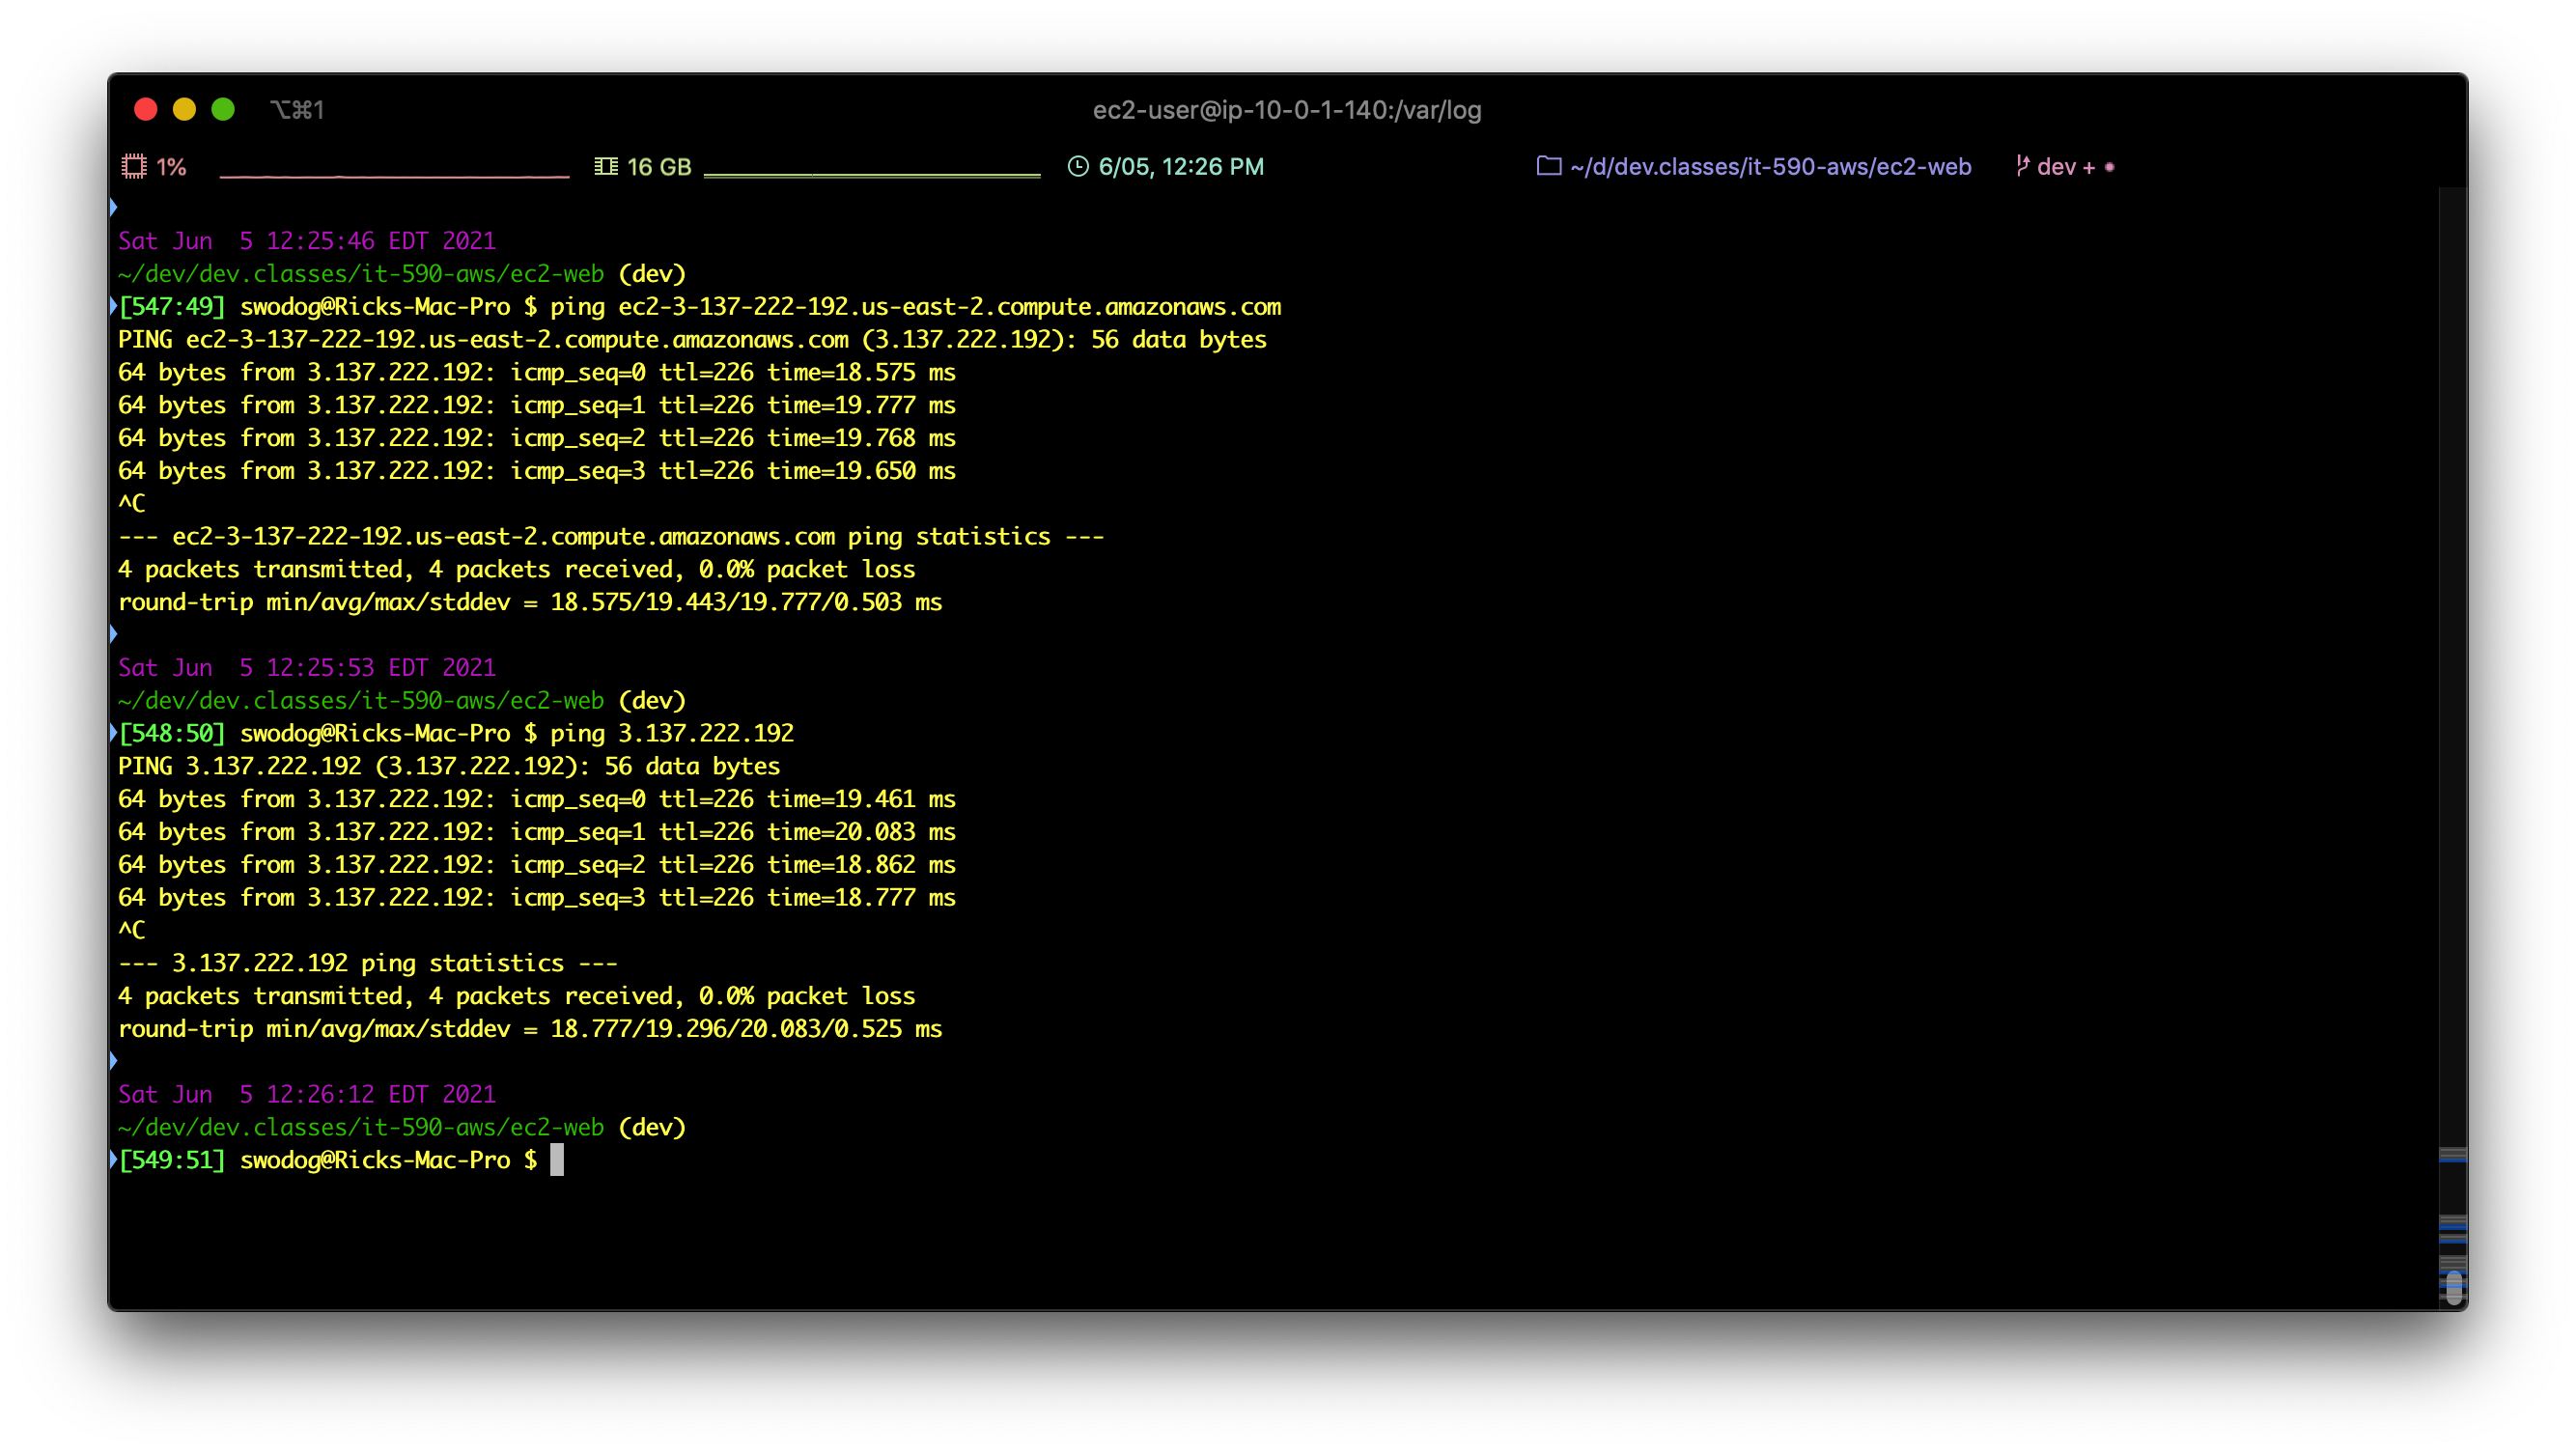 ⌥⌘1 ec2-user@ip-10-0-1-140:/var/log
1% 16 GB 6/05, 12:26 PM ~/d/dev.classes/it-590-aws/ec2-web dev +
Sat Jun  5 12:25:46 EDT 2021
~/dev/dev.classes/it-590-aws/ec2-web (dev)
[547:49] swodog@Ricks-Mac-Pro $ ping ec2-3-137-222-192.us-east-2.compute.amazonaws.com
PING ec2-3-137-222-192.us-east-2.compute.amazonaws.com (3.137.222.192): 56 data bytes
64 bytes from 3.137.222.192: icmp_seq=0 ttl=226 time=18.575 ms
64 bytes from 3.137.222.192: icmp_seq=1 ttl=226 time=19.777 ms
64 bytes from 3.137.222.192: icmp_seq=2 ttl=226 time=19.768 ms
64 bytes from 3.137.222.192: icmp_seq=3 ttl=226 time=19.650 ms
^C
--- ec2-3-137-222-192.us-east-2.compute.amazonaws.com ping statistics ---
4 packets transmitted, 4 packets received, 0.0% packet loss
round-trip min/avg/max/stddev = 18.575/19.443/19.777/0.503 ms
Sat Jun  5 12:25:53 EDT 2021
~/dev/dev.classes/it-590-aws/ec2-web (dev)
[548:50] swodog@Ricks-Mac-Pro $ ping 3.137.222.192
PING 3.137.222.192 (3.137.222.192): 56 data bytes
64 bytes from 3.137.222.192: icmp_seq=0 ttl=226 time=19.461 ms
64 bytes from 3.137.222.192: icmp_seq=1 ttl=226 time=20.083 ms
64 bytes from 3.137.222.192: icmp_seq=2 ttl=226 time=18.862 ms
64 bytes from 3.137.222.192: icmp_seq=3 ttl=226 time=18.777 ms
^C
--- 3.137.222.192 ping statistics ---
4 packets transmitted, 4 packets received, 0.0% packet loss
round-trip min/avg/max/stddev = 18.777/19.296/20.083/0.525 ms
Sat Jun  5 12:26:12 EDT 2021
~/dev/dev.classes/it-590-aws/ec2-web (dev)
[549:51] swodog@Ricks-Mac-Pro $